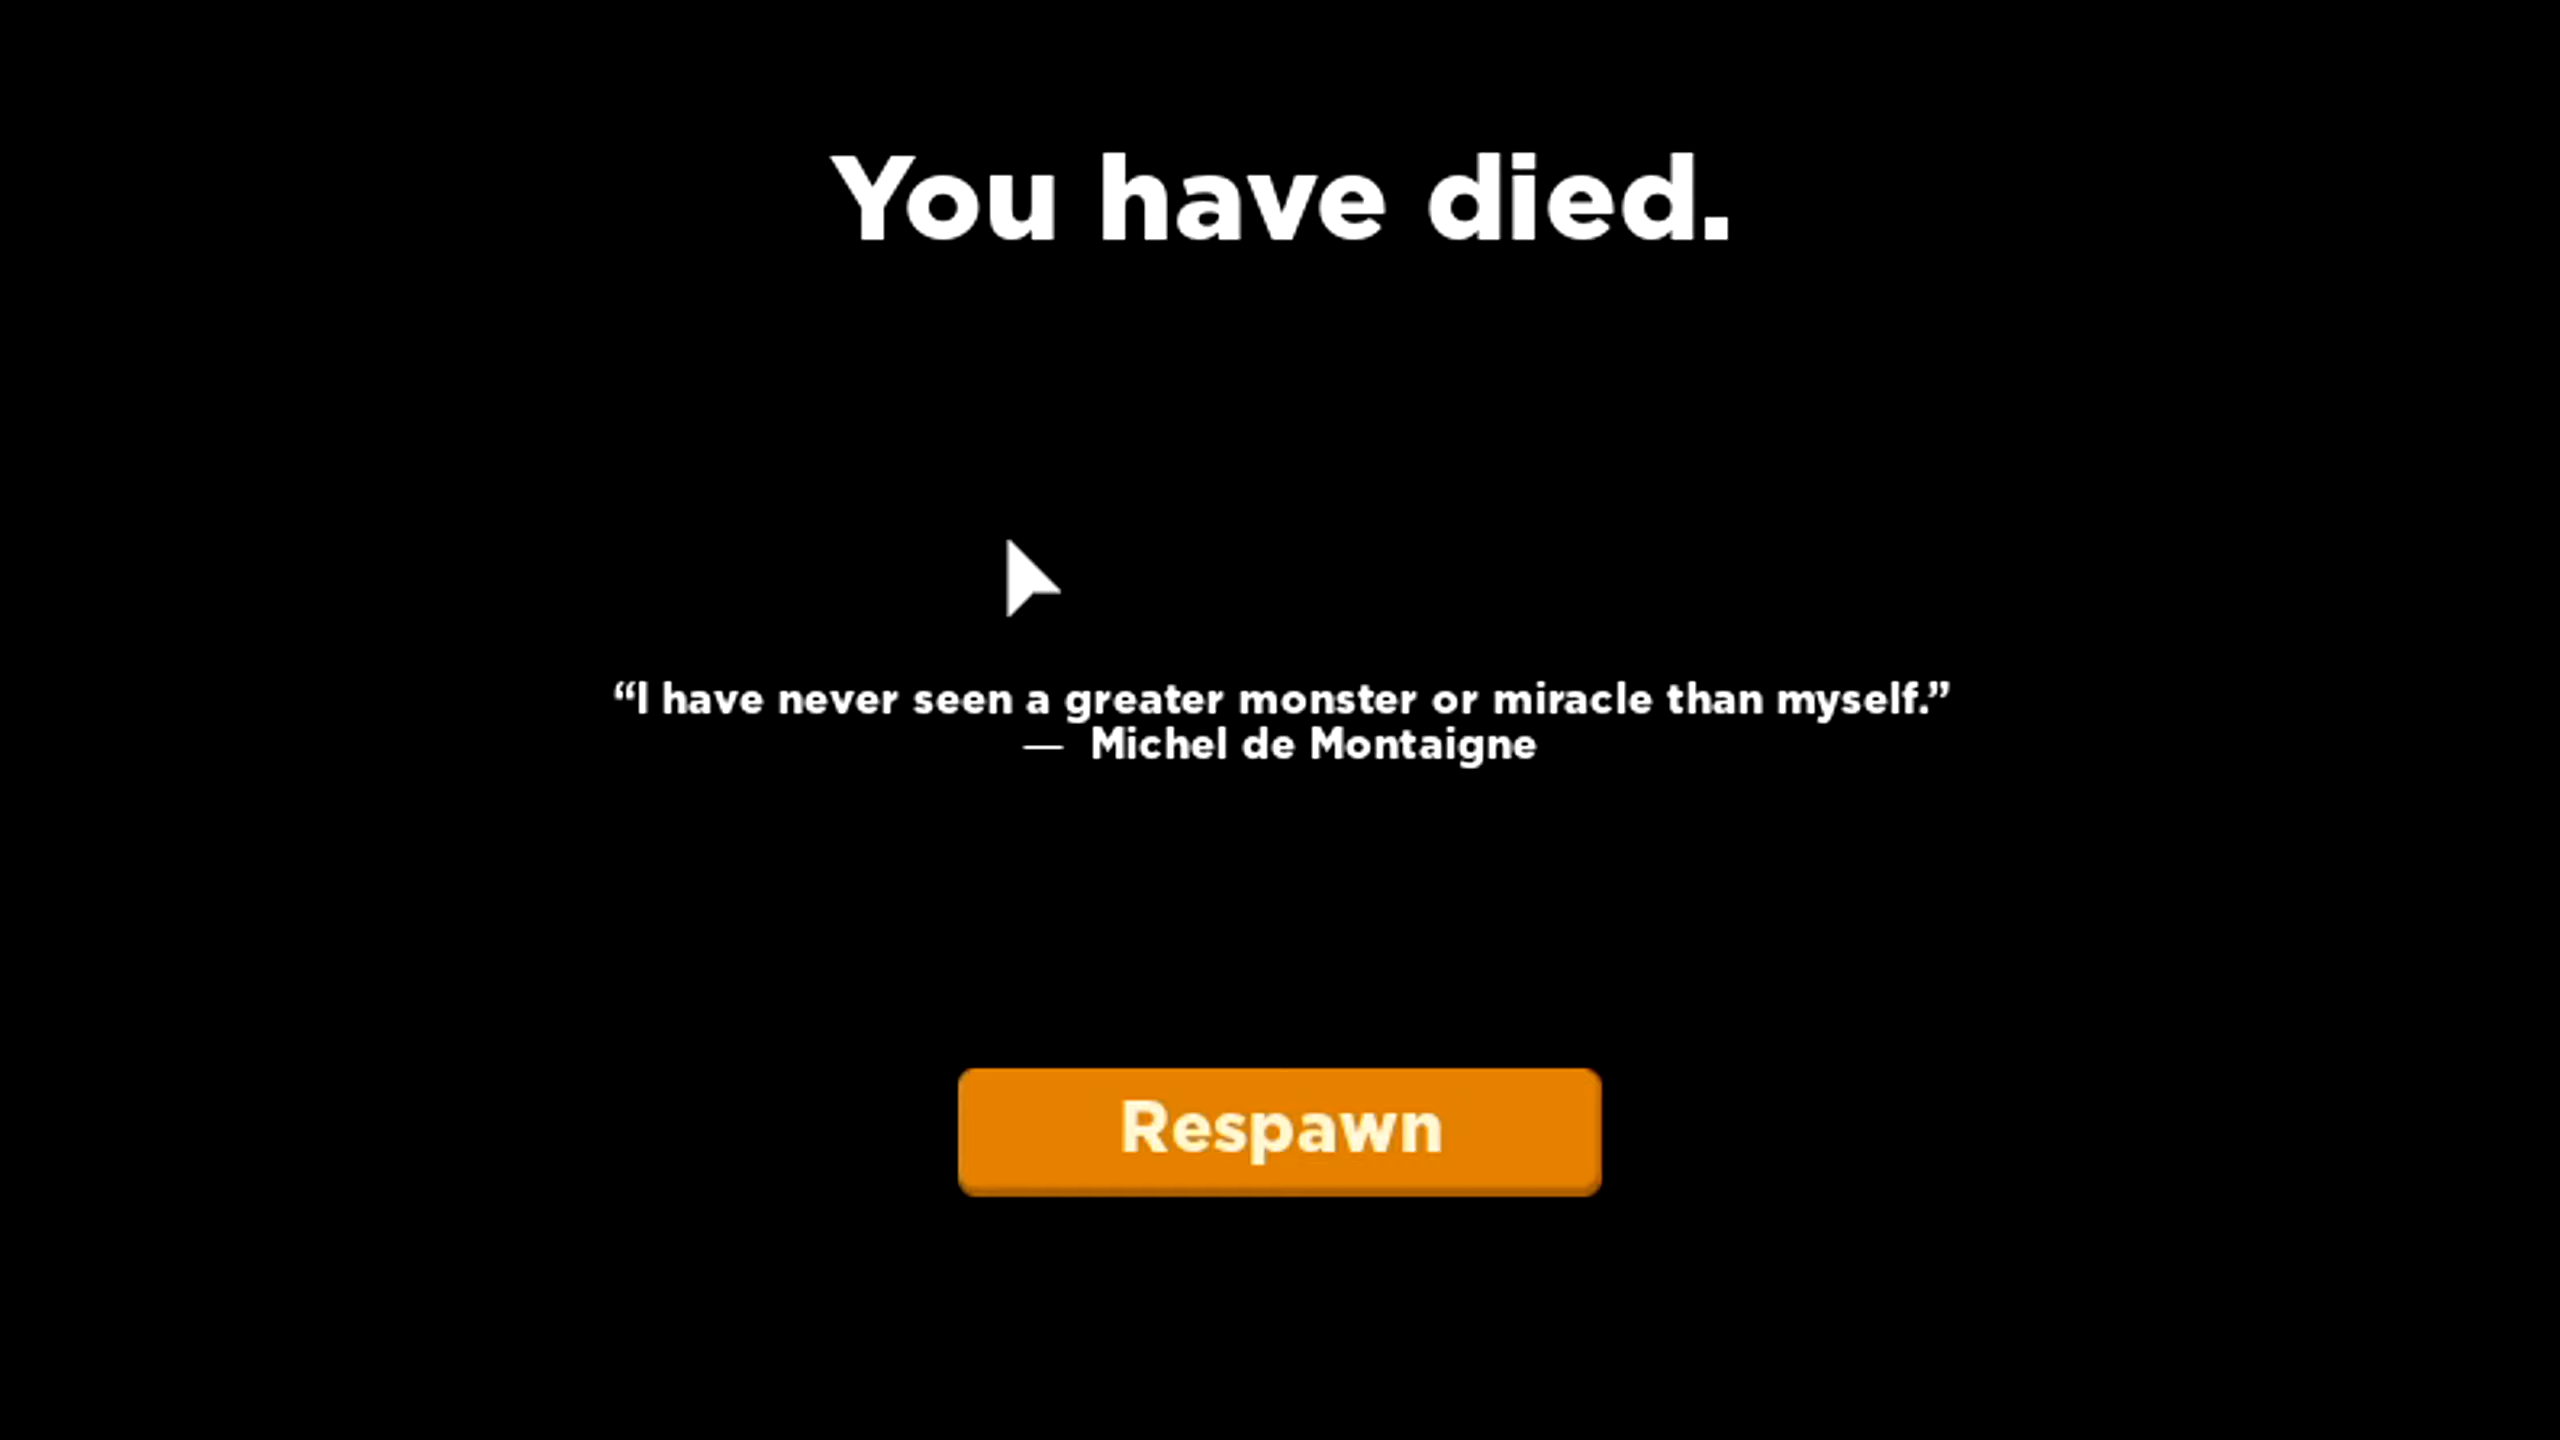 You have died.
“I have never seen a greater monster or miracle than myself.”
— Michel de Montaigne
Respawn